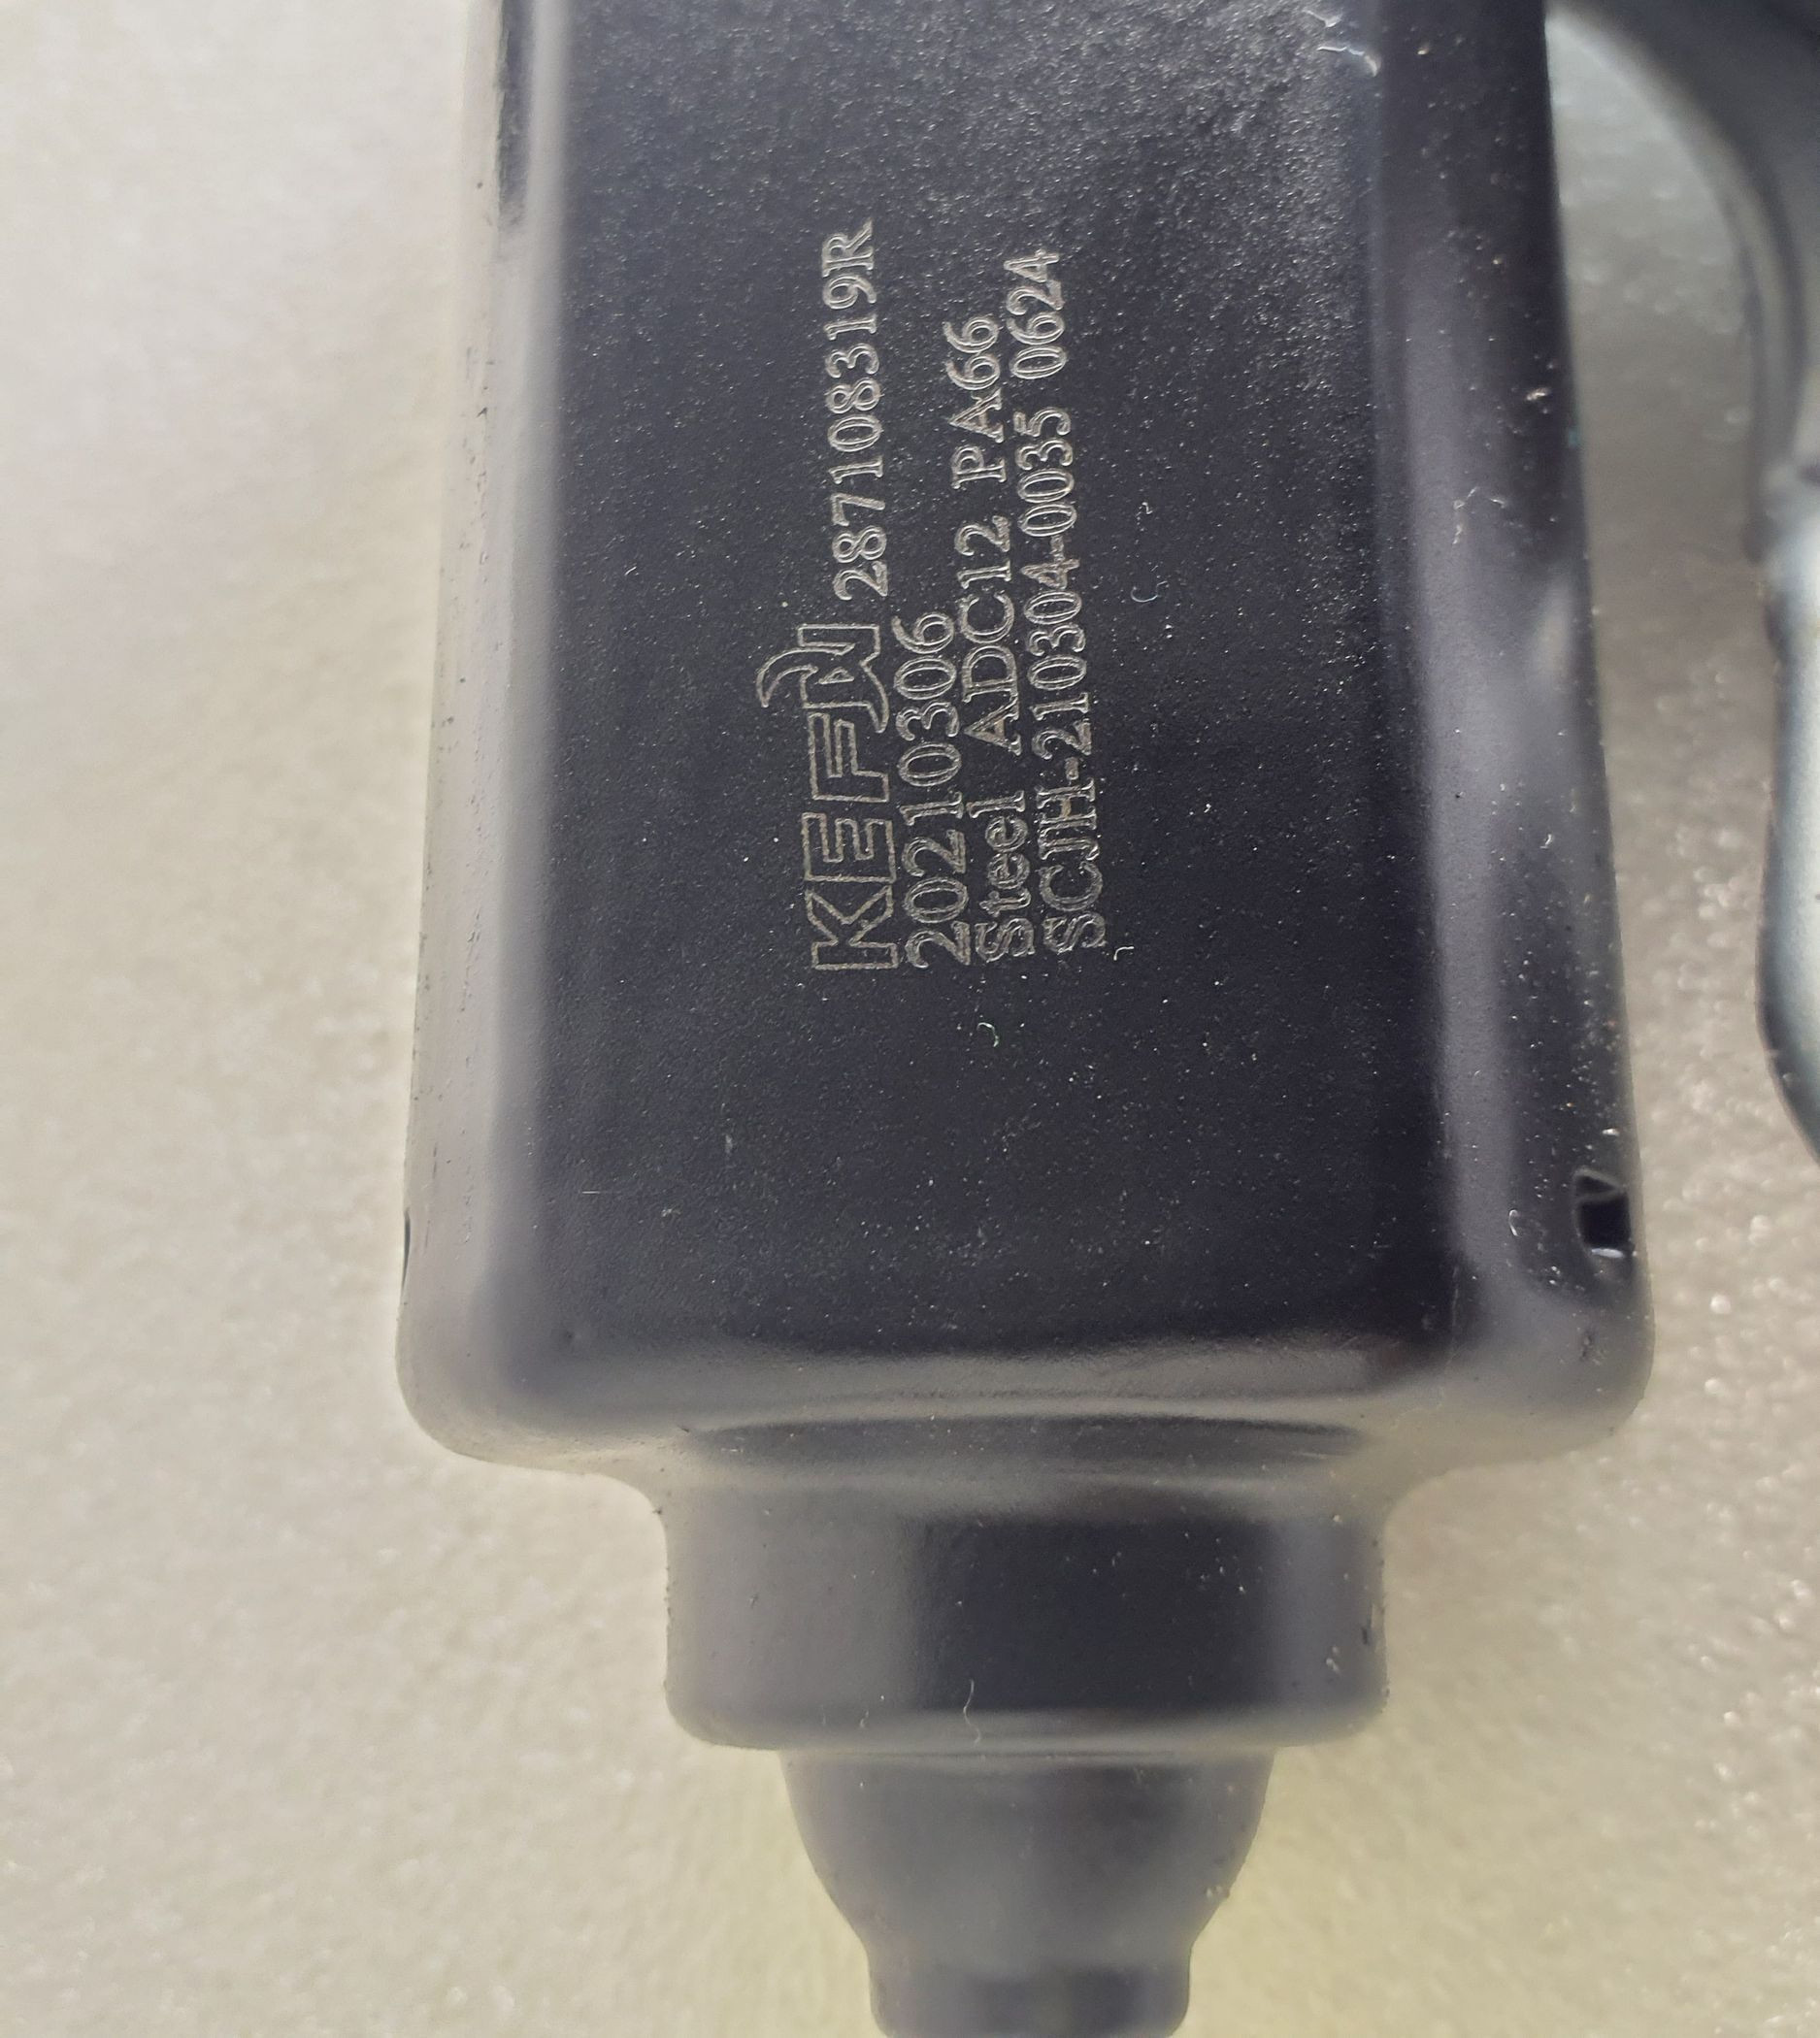 KEFN 287108319R
20210306
Steel ADC12 PA66
SCJH-210304-0035 0624